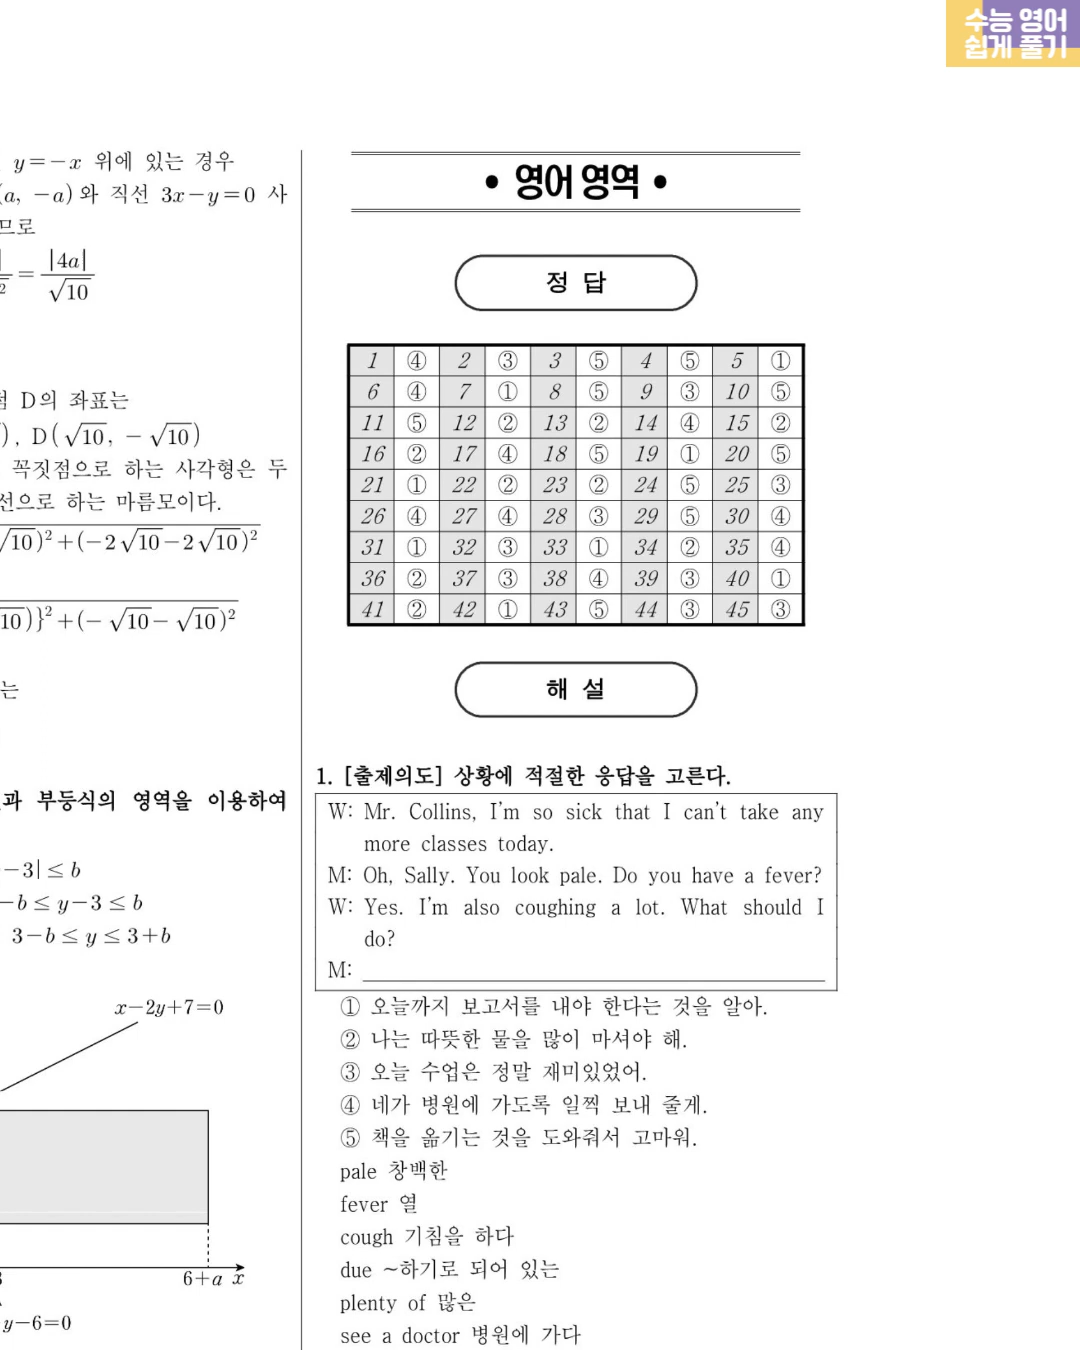 수능 영어
쉽게 풀기
y=-x 위에 있는 경우
(a, -a)와 직선 3x-y=0 사
므로
=|4a|/√10
D의 좌표는
), D(√10, -√10)
꼭짓점으로 하는 사각형은 두
선으로 하는 마름모이다.
√10)²+(-2√10-2√10)²
10)}²+(-√10-√10)²
는
과 부등식의 영역을 이용하여
-3|≤b
-b≤y-3≤b
3-b≤y≤3+b
x-2y+7=0
6+a x
y-6=0
• 영어 영역 •
정 답
1 ④ 2 ③ 3 ⑤ 4 ⑤ 5 ①
6 ④ 7 ① 8 ⑤ 9 ③ 10 ⑤
11 ⑤ 12 ② 13 ② 14 ④ 15 ②
16 ② 17 ④ 18 ⑤ 19 ① 20 ⑤
21 ① 22 ② 23 ② 24 ⑤ 25 ③
26 ④ 27 ④ 28 ③ 29 ⑤ 30 ④
31 ① 32 ③ 33 ① 34 ② 35 ④
36 ② 37 ③ 38 ④ 39 ③ 40 ①
41 ② 42 ① 43 ⑤ 44 ③ 45 ③
해 설
1. [출제의도] 상황에 적절한 응답을 고른다.
W: Mr. Collins, I'm so sick that I can't take any
more classes today.
M: Oh, Sally. You look pale. Do you have a fever?
W: Yes. I'm also coughing a lot. What should I
do?
M:
① 오늘까지 보고서를 내야 한다는 것을 알아.
② 나는 따뜻한 물을 많이 마셔야 해.
③ 오늘 수업은 정말 재미있었어.
④ 네가 병원에 가도록 일찍 보내 줄게.
⑤ 책을 옮기는 것을 도와줘서 고마워.
pale 창백한
fever 열
cough 기침을 하다
due ~하기로 되어 있는
plenty of 많은
see a doctor 병원에 가다